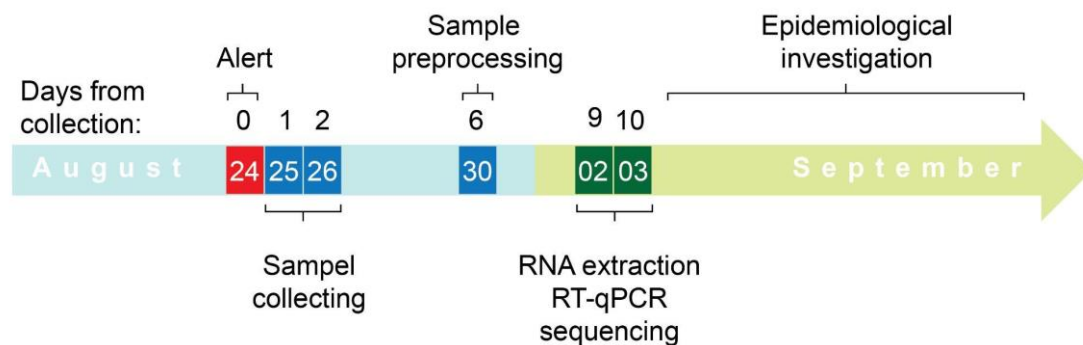 Alert
Sample
preprocessing
Epidemiological
investigation
Days from
collection:
0 1 2 6 9 10
August 24 25 26 30 02 03 September
Sampel
collecting
RNA extraction
RT-qPCR
sequencing